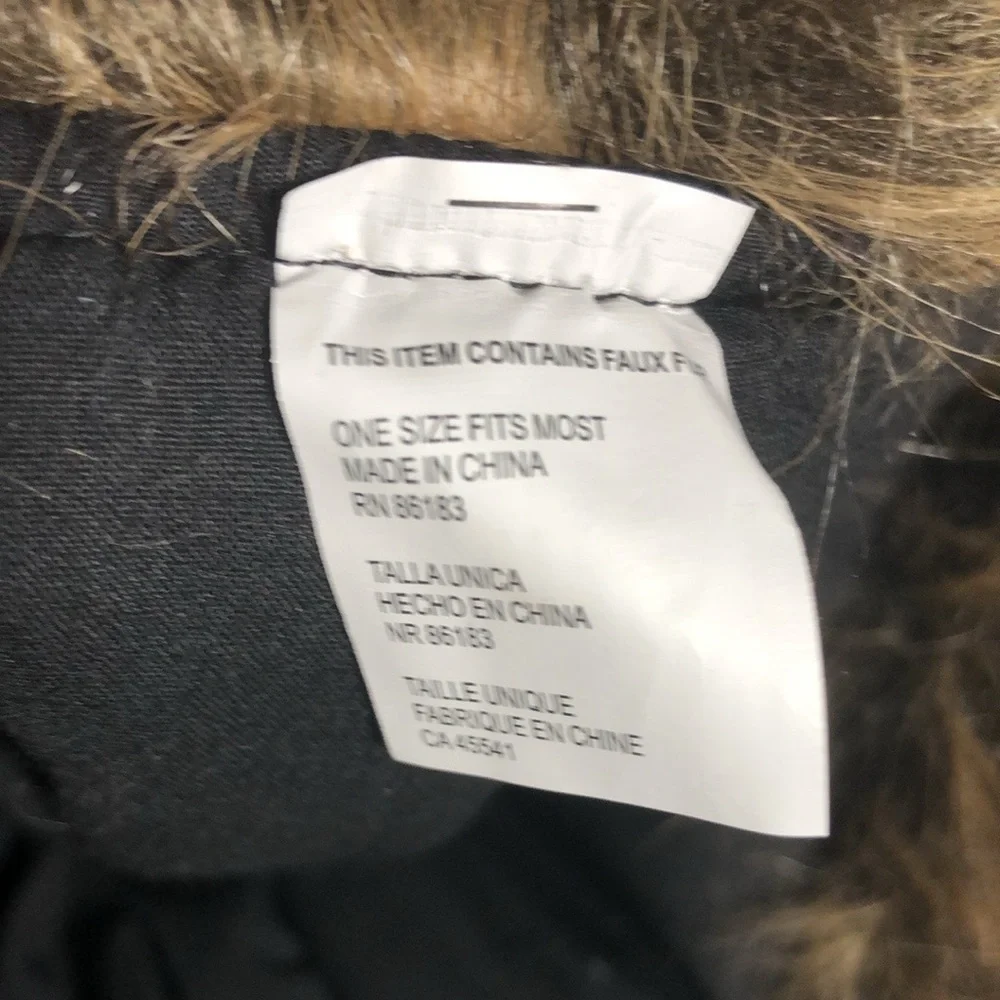 THIS ITEM CONTAINS FAUX FU
ONE SIZE FITS MOST
MADE IN CHINA
RN 86183
TALLA UNICA
HECHO EN CHINA
NR 86183
TAILLE UNIQUE
FABRIQUE EN CHINE
CA 45541